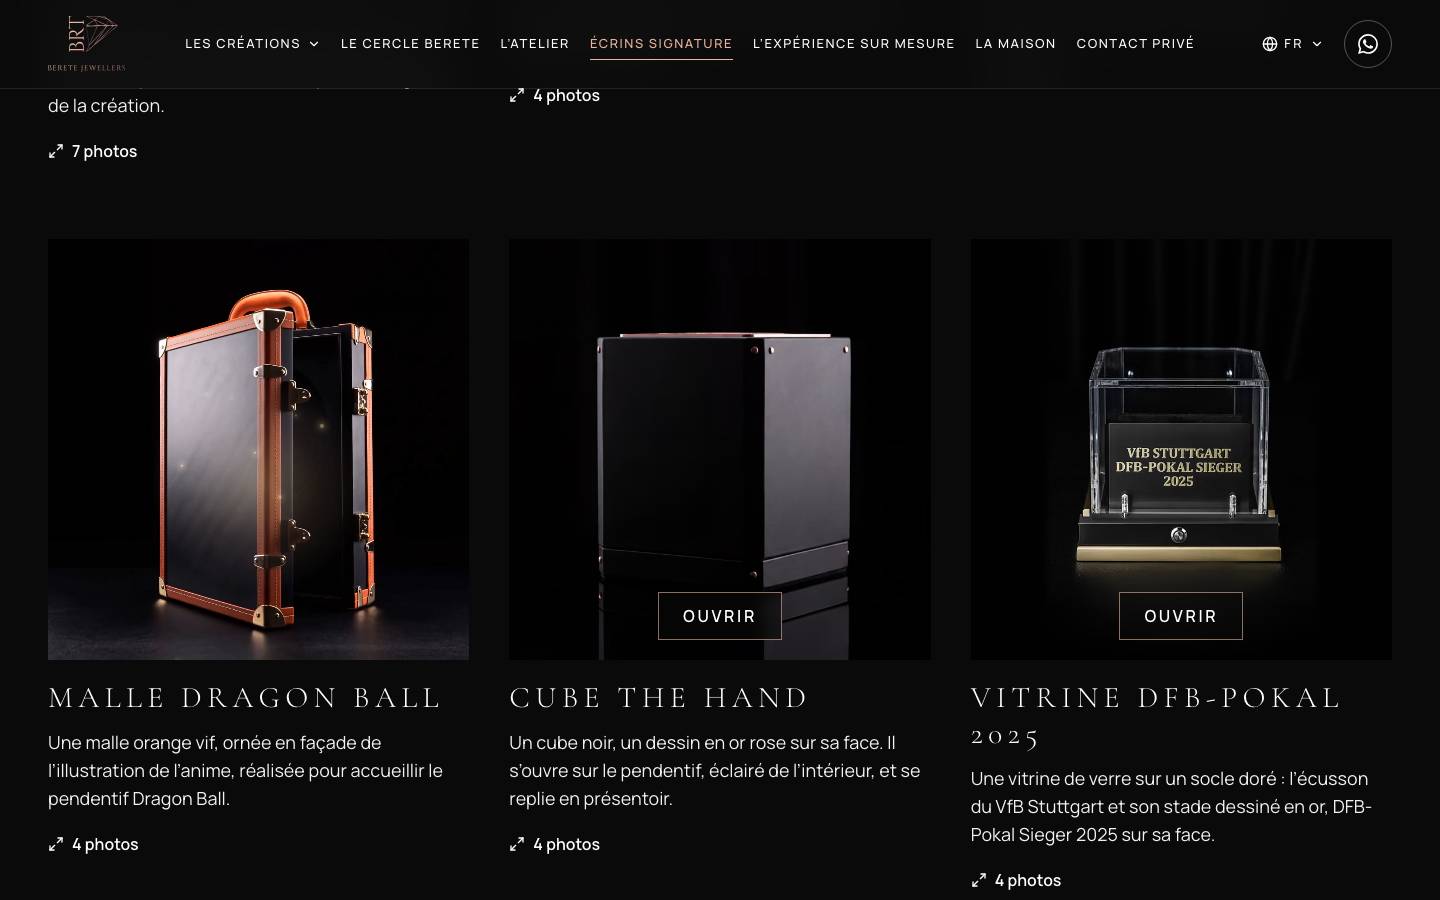 BRT
BERETE JEWELLERS
LES CRÉATIONS
LE CERCLE BERETE
L'ATELIER
ÉCRINS SIGNATURE
L'EXPÉRIENCE SUR MESURE
LA MAISON
CONTACT PRIVÉ
FR
de la création.
7 photos
4 photos
VfB STUTTGART
DFB-POKAL SIEGER
2025
OUVRIR
OUVRIR
MALLE DRAGON BALL
Une malle orange vif, ornée en façade de
l’illustration de l’anime, réalisée pour accueillir le
pendentif Dragon Ball.
4 photos
CUBE THE HAND
Un cube noir, un dessin en or rose sur sa face. Il
s’ouvre sur le pendentif, éclairé de l’intérieur, et se
replie en présentoir.
4 photos
VITRINE DFB-POKAL
2025
Une vitrine de verre sur un socle doré : l’écusson
du VfB Stuttgart et son stade dessiné en or, DFB-
Pokal Sieger 2025 sur sa face.
4 photos